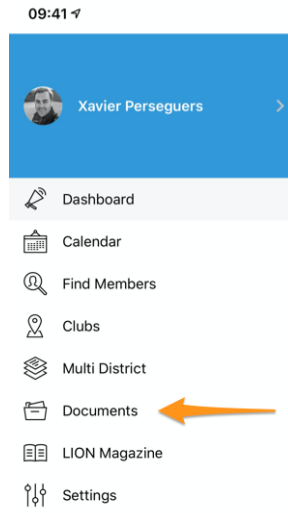 09:41
Xavier Perseguers
Dashboard
Calendar
Find Members
Clubs
Multi District
Documents
LION Magazine
Settings